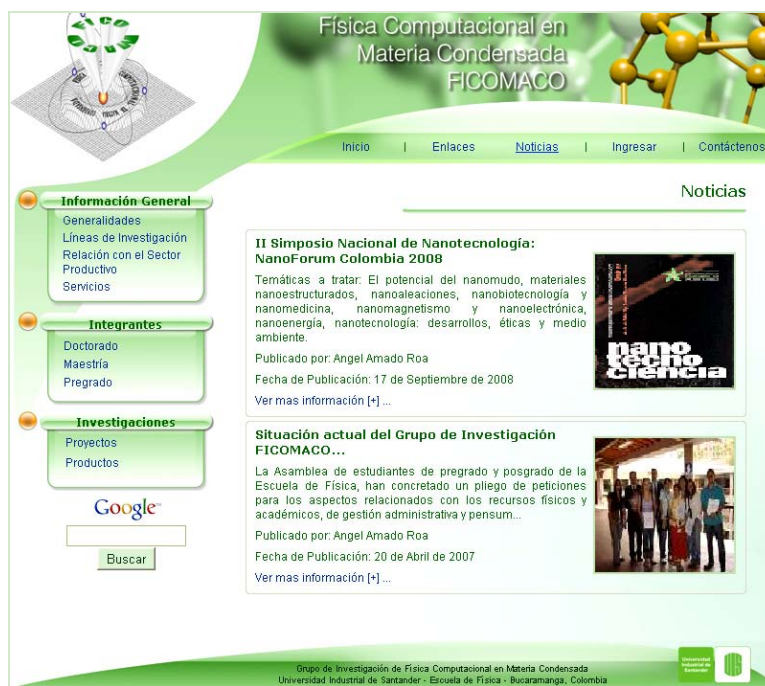 FICO
MACO
Física Computacional en
Materia Condensada
FICOMACO
Inicio | Enlaces Noticias | Ingresar | Contáctenos
Noticias
Información General
Generalidades
Líneas de Investigación
Relación con el Sector
Productivo
Servicios
Integrantes
Doctorado
Maestría
Pregrado
Investigaciones
Proyectos
Productos
Google
Buscar
II Simposio Nacional de Nanotecnología:
NanoForum Colombia 2008
Temáticas a tratar: El potencial del nanomudo, materiales
nanoestructurados, nanoaleaciones, nanobiotecnología y
nanomedicina, nanomagnetismo y nanoelectrónica,
nanoenergía, nanotecnología: desarrollos, éticas y medio
ambiente.
Publicado por: Angel Amado Roa
Fecha de Publicación: 17 de Septiembre de 2008
Ver mas información [+] ...
nano
tecno
ciência
Situación actual del Grupo de Investigación
FICOMACO...
La Asamblea de estudiantes de pregrado y posgrado de la
Escuela de Física, han concretado un pliego de peticiones
para los aspectos relacionados con los recursos físicos y
académicos, de gestión administrativa y pensum...
Publicado por: Angel Amado Roa
Fecha de Publicación: 20 de Abril de 2007
Ver mas información [+] ...
Grupo de Investigación de Física Computacional en Materia Condensada
Universidad Industrial de Santander - Escuela de Física - Bucaramanga, Colombia
Universidad
Industrial de
Santander